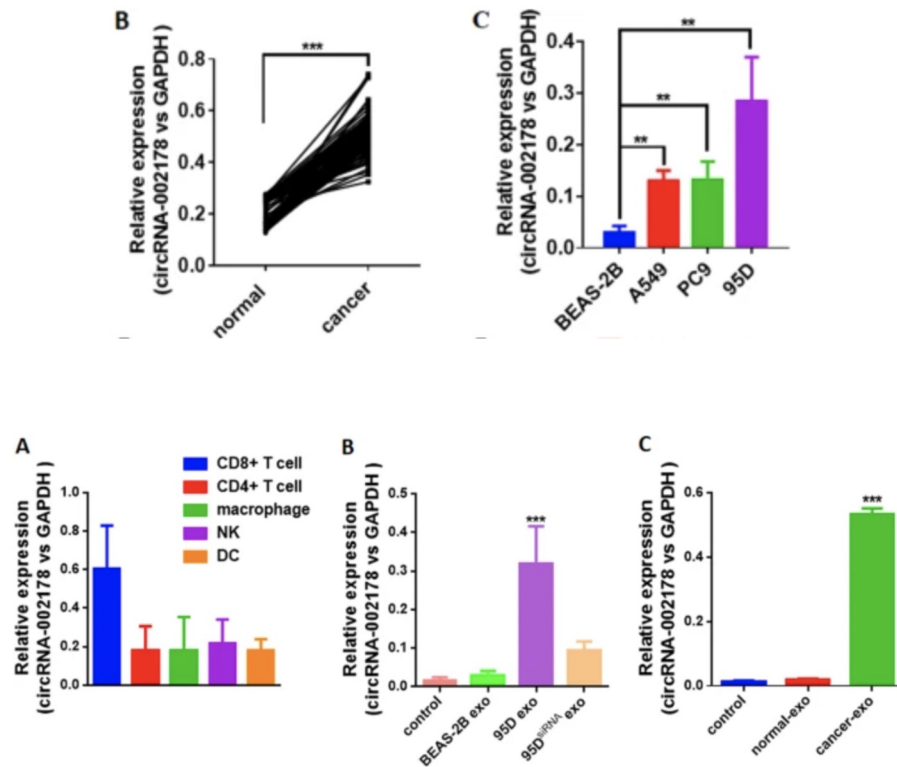 B
Relative expression
(circRNA-002178 vs GAPDH)
0.8
0.6
0.4
0.2
0.0
***
normal
cancer
C
Relative expression
(circRNA-002178 vs GAPDH)
0.4
0.3
0.2
0.1
0.0
**
**
**
BEAS-2B
A549
PC9
95D
A
Relative expression
(circRNA-002178 vs GAPDH )
1.0
0.8
0.6
0.4
0.2
0.0
CD8+ T cell
CD4+ T cell
macrophage
NK
DC
B
Relative expression
(circRNA-002178 vs GAPDH )
0.5
0.4
0.3
0.2
0.1
0.0
***
control
BEAS-2B exo
95D exo
95D^siRNA exo
C
Relative expression
(circRNA-002178 vs GAPDH )
0.6
0.4
0.2
0.0
***
control
normal-exo
cancer-exo